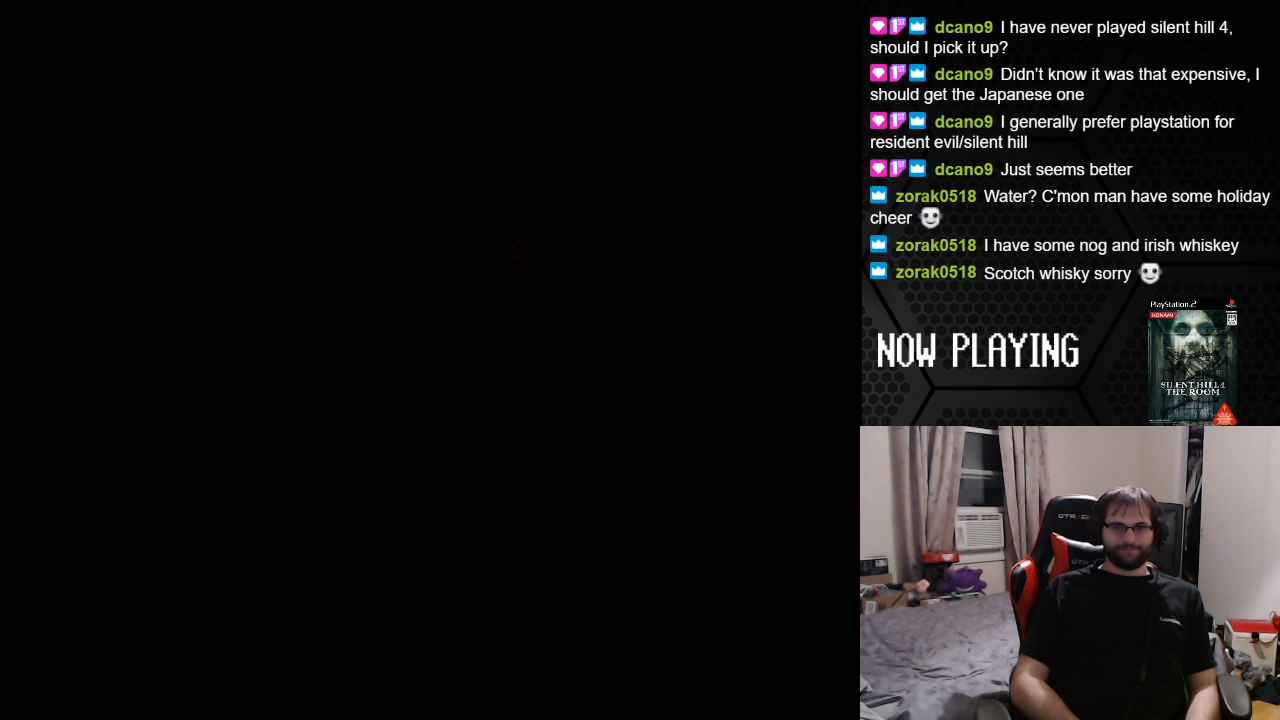 dcano9 I have never played silent hill 4,
should I pick it up?
dcano9 Didn't know it was that expensive, I
should get the Japanese one
dcano9 I generally prefer playstation for
resident evil/silent hill
dcano9 Just seems better
zorak0518 Water? C'mon man have some holiday
cheer
zorak0518 I have some nog and irish whiskey
zorak0518 Scotch whisky sorry
NOW PLAYING
PlayStation 2
KONAMI
SILENT HILL 4
THE ROOM